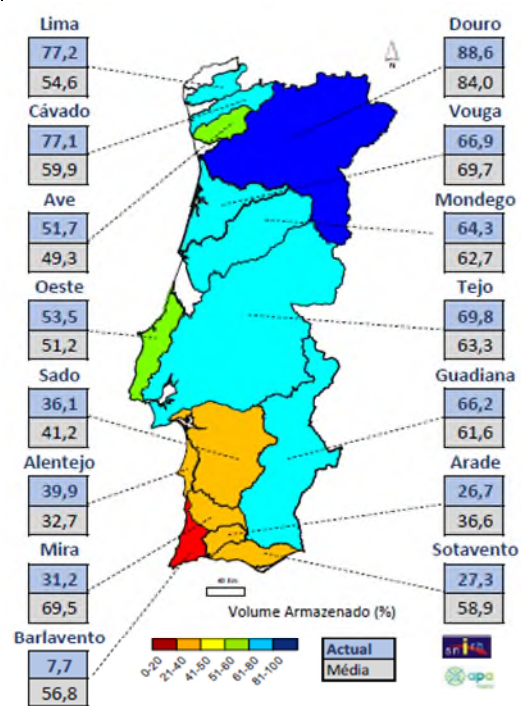 Lima
77,2
54,6
Cávado
77,1
59,9
Ave
51,7
49,3
Oeste
53,5
51,2
Sado
36,1
41,2
Alentejo
39,9
32,7
Mira
31,2
69,5
Barlavento
7,7
56,8
N
Douro
88,6
84,0
Vouga
66,9
69,7
Mondego
64,3
62,7
Tejo
69,8
63,3
Guadiana
66,2
61,6
Arade
26,7
36,6
Sotavento
27,3
58,9
Volume Armazenado (%)
0-20
21-40
41-50
51-60
61-80
81-100
Actual
Média
apa